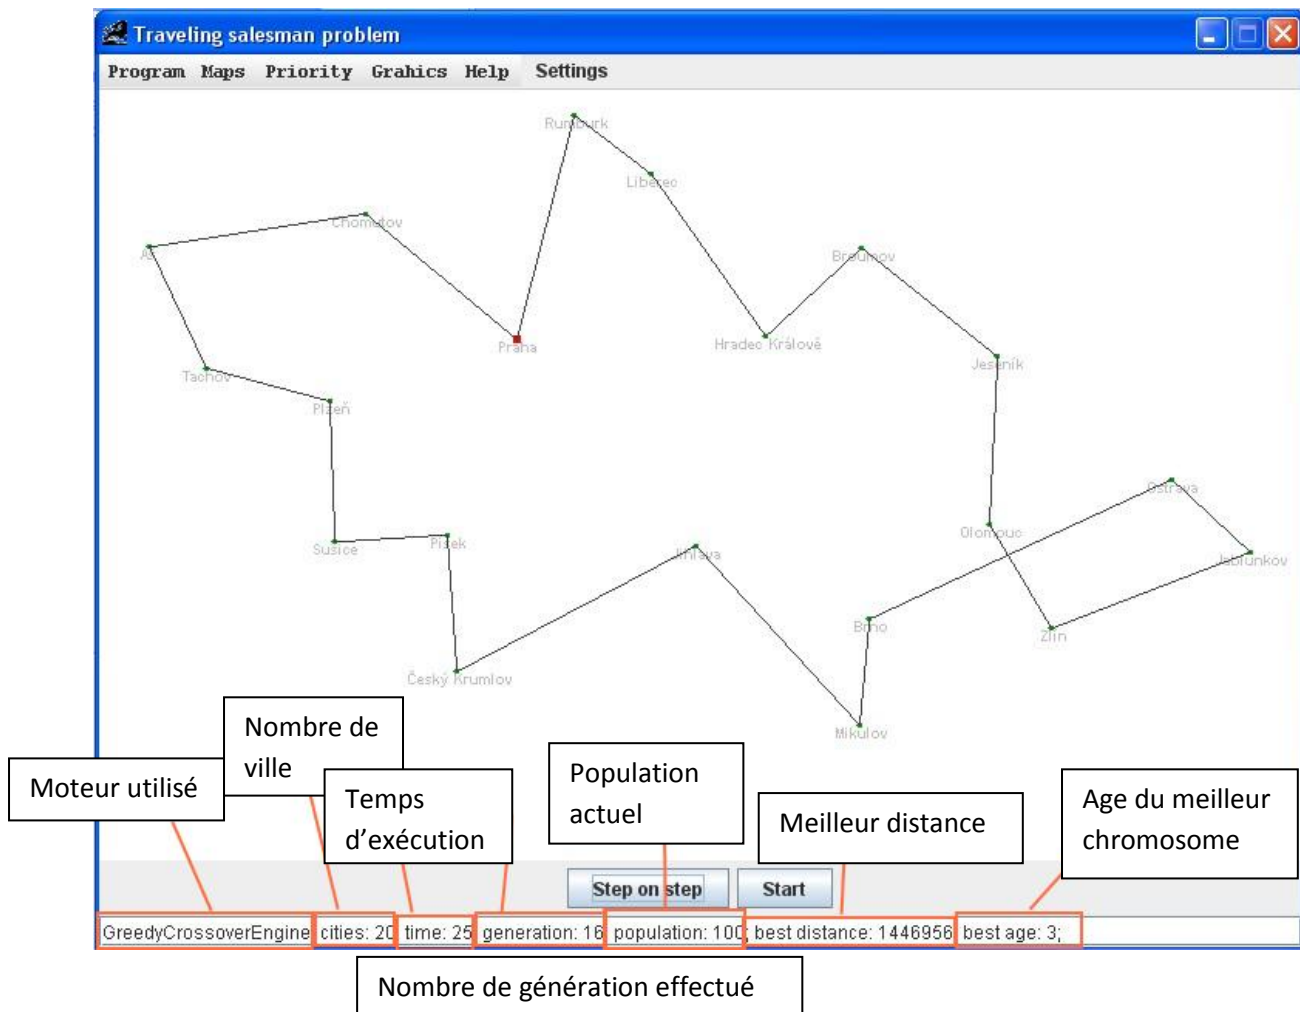 Traveling salesman problem
Program Maps Priority Grahics Help Settings
Rumburk
Liberec
Chomutov
Broumov
Aš
Praha
Hradec Králové
Jeseník
Tachov
Plzeň
Ostrava
Olomouc
Sušice
Písek
Jihlava
Jablunkov
Brno
Zlín
Český Krumlov
Mikulov
Nombre de
ville
Moteur utilisé
Temps
d’exécution
Population
actuel
Meilleur distance
Age du meilleur
chromosome
Step on step
Start
GreedyCrossoverEngine cities: 20 time: 25 generation: 16 population: 100; best distance: 1446956 best age: 3;
Nombre de génération effectué